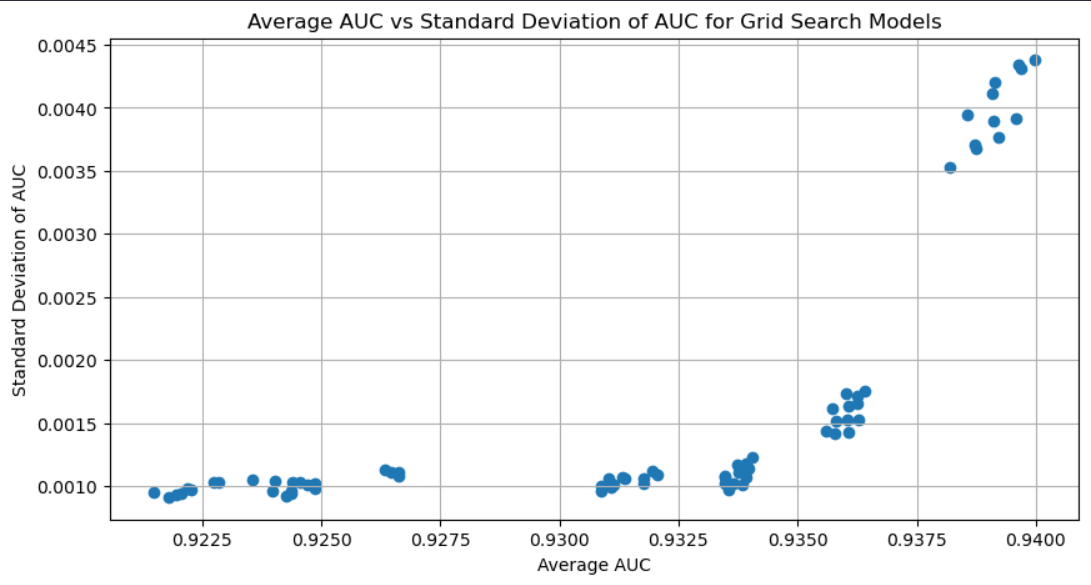 Average AUC vs Standard Deviation of AUC for Grid Search Models
Standard Deviation of AUC
0.0045
0.0040
0.0035
0.0030
0.0025
0.0020
0.0015
0.0010
0.9225 0.9250 0.9275 0.9300 0.9325 0.9350 0.9375 0.9400
Average AUC